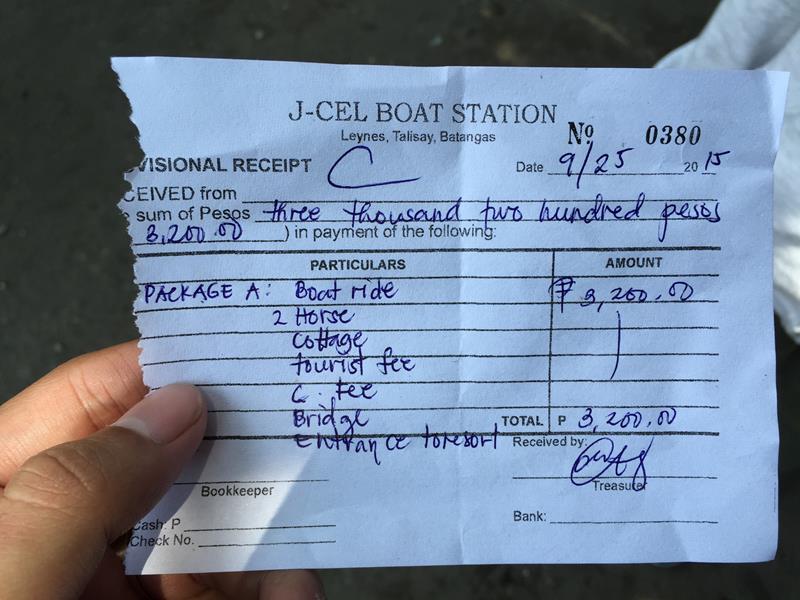 J-CEL BOAT STATION
Leynes, Talisay, Batangas
Nº 0380
VISIONAL RECEIPT C
Date 9/25 2015
CEIVED from
sum of Pesos three thousand two hundred pesos
3,200.00 ) in payment of the following:
PARTICULARS AMOUNT
PACKAGE A: Boat ride ₱ 3,200.00
2 Horse
Cottage
tourist fee
C. fee
Bridge
TOTAL P 3,200.00
Entrance to resort
Received by:
Bookkeeper
Treasurer
Cash: P
Check No.
Bank: